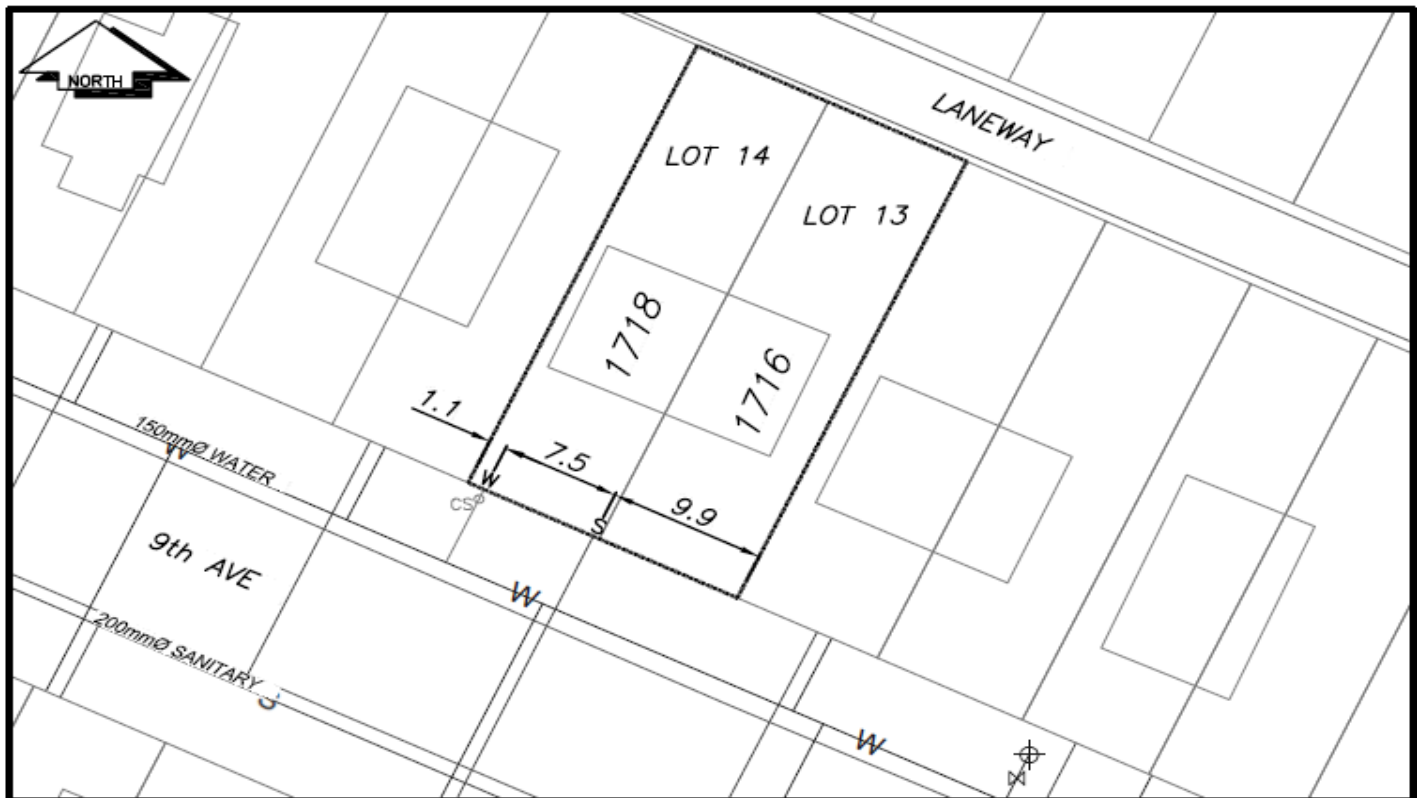 NORTH
LANEWAY
LOT 14
LOT 13
1718
1716
1.1
7.5
9.9
W
S
CS
150mmØ WATER
W
9th AVE
W
200mmØ SANITARY
S
W